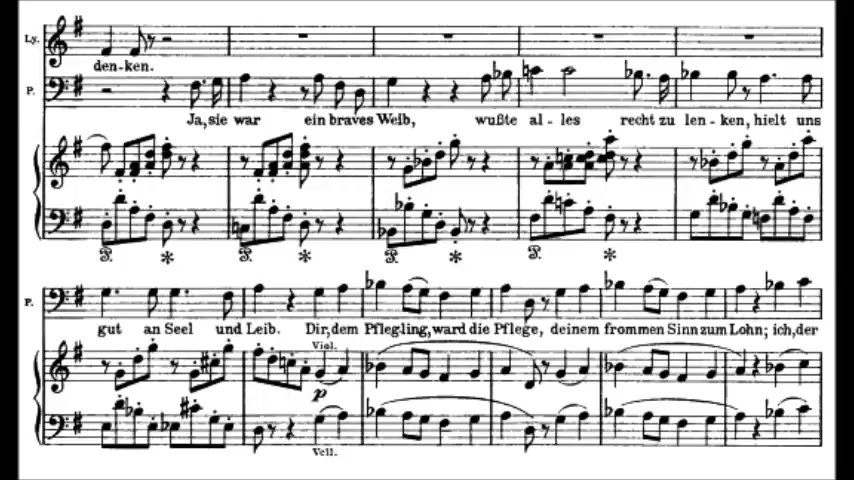 Ly.
den-ken.
P.
Ja, sie war ein braves Weib, wußte al-les recht zu len-ken, hielt uns
P.
gut an Seel und Leib. Dir, dem Pflegling, ward die Pflege, deinem frommen Sinn zum Lohn; ich, der
Viol.
p
Vcll.